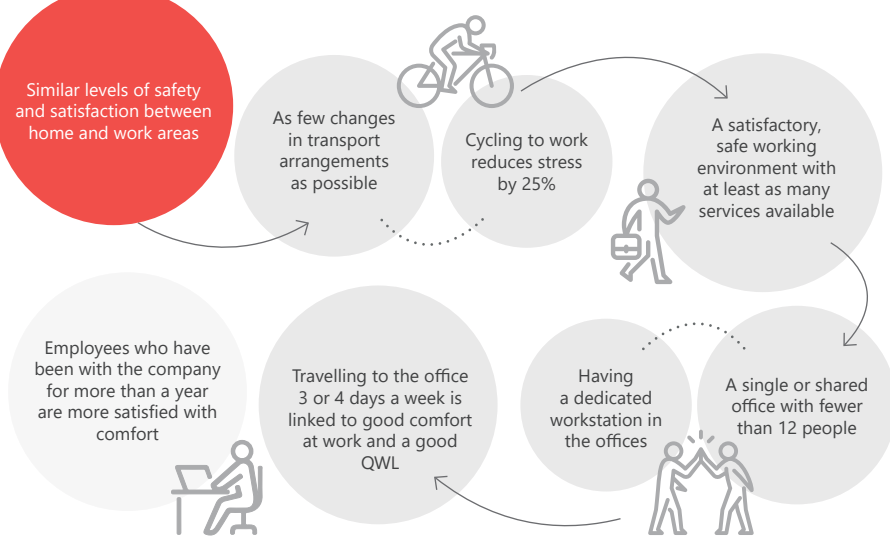 Similar levels of safety
and satisfaction between
home and work areas
As few changes
in transport
arrangements
as possible
Cycling to work
reduces stress
by 25%
A satisfactory,
safe working
environment with
at least as many
services available
A single or shared
office with fewer
than 12 people
Having
a dedicated
workstation in
the offices
Travelling to the office
3 or 4 days a week is
linked to good comfort
at work and a good
QWL
Employees who have
been with the company
for more than a year
are more satisfied with
comfort